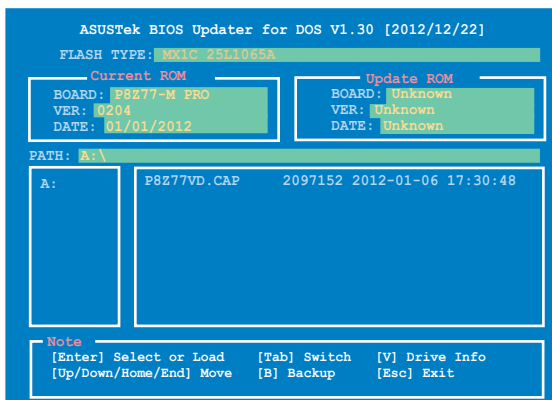 ASUSTek BIOS Updater for DOS V1.30 [2012/12/22]
FLASH TYPE: MX1C 25L1065A
Current ROM
BOARD: P8Z77-M PRO
VER: 0204
DATE: 01/01/2012
Update ROM
BOARD: Unknown
VER: Unknown
DATE: Unknown
PATH: A:\
A:
P8Z77VD.CAP 2097152 2012-01-06 17:30:48
Note
[Enter] Select or Load [Tab] Switch [V] Drive Info
[Up/Down/Home/End] Move [B] Backup [Esc] Exit